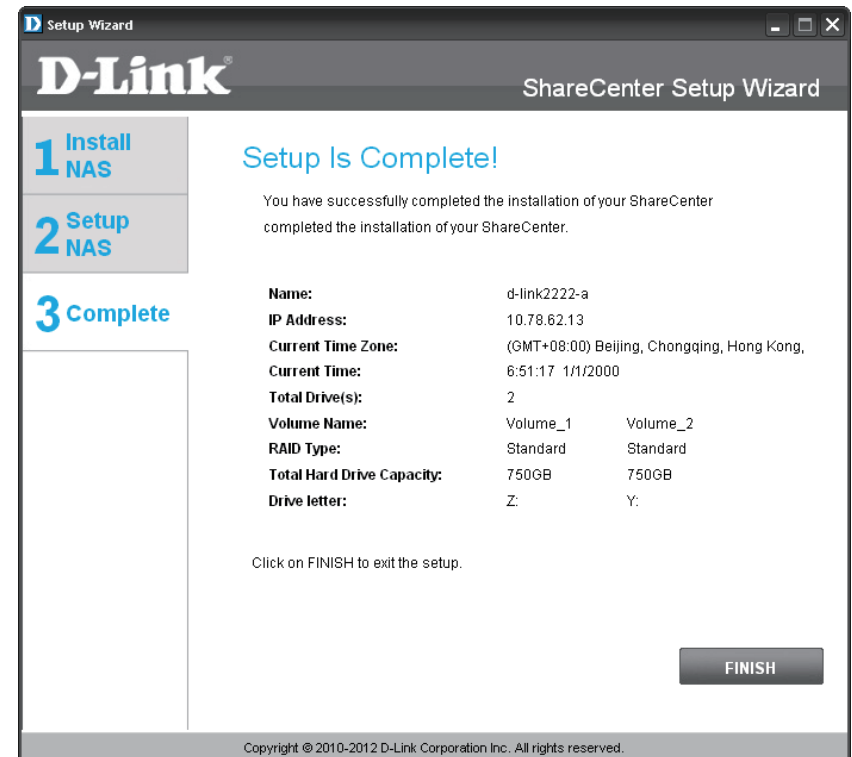 Setup Wizard
D-Link®
ShareCenter Setup Wizard
1 Install
NAS
2 Setup
NAS
3 Complete
Setup Is Complete!
You have successfully completed the installation of your ShareCenter
completed the installation of your ShareCenter.
Name: d-link2222-a
IP Address: 10.78.62.13
Current Time Zone: (GMT+08:00) Beijing, Chongqing, Hong Kong,
Current Time: 6:51:17 1/1/2000
Total Drive(s): 2
Volume Name: Volume_1 Volume_2
RAID Type: Standard Standard
Total Hard Drive Capacity: 750GB 750GB
Drive letter: Z: Y:
Click on FINISH to exit the setup.
FINISH
Copyright © 2010-2012 D-Link Corporation Inc. All rights reserved.